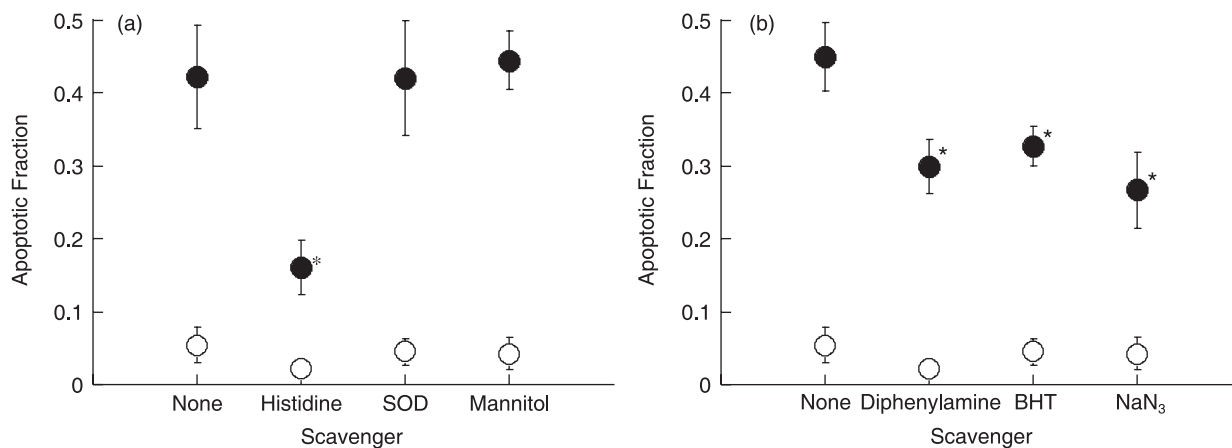 (a)
0.5
0.4
0.3
0.2
0.1
0
Apoptotic Fraction
*
None Histidine SOD Mannitol
Scavenger
(b)
0.5
0.4
0.3
0.2
0.1
0
Apoptotic Fraction
*
*
*
None Diphenylamine BHT NaN₃
Scavenger